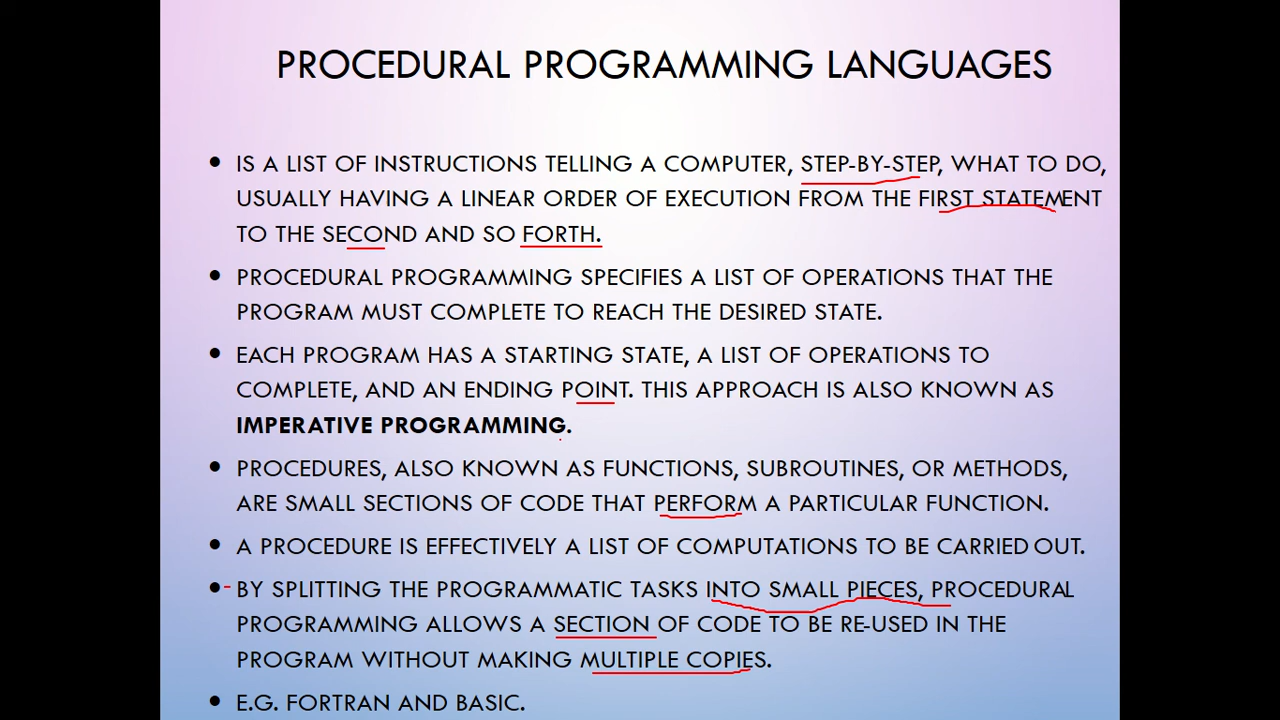 PROCEDURAL PROGRAMMING LANGUAGES
• IS A LIST OF INSTRUCTIONS TELLING A COMPUTER, STEP-BY-STEP, WHAT TO DO,
USUALLY HAVING A LINEAR ORDER OF EXECUTION FROM THE FIRST STATEMENT
TO THE SECOND AND SO FORTH.
• PROCEDURAL PROGRAMMING SPECIFIES A LIST OF OPERATIONS THAT THE
PROGRAM MUST COMPLETE TO REACH THE DESIRED STATE.
• EACH PROGRAM HAS A STARTING STATE, A LIST OF OPERATIONS TO
COMPLETE, AND AN ENDING POINT. THIS APPROACH IS ALSO KNOWN AS
IMPERATIVE PROGRAMMING.
• PROCEDURES, ALSO KNOWN AS FUNCTIONS, SUBROUTINES, OR METHODS,
ARE SMALL SECTIONS OF CODE THAT PERFORM A PARTICULAR FUNCTION.
• A PROCEDURE IS EFFECTIVELY A LIST OF COMPUTATIONS TO BE CARRIED OUT.
• BY SPLITTING THE PROGRAMMATIC TASKS INTO SMALL PIECES, PROCEDURAL
PROGRAMMING ALLOWS A SECTION OF CODE TO BE RE-USED IN THE
PROGRAM WITHOUT MAKING MULTIPLE COPIES.
• E.G. FORTRAN AND BASIC.